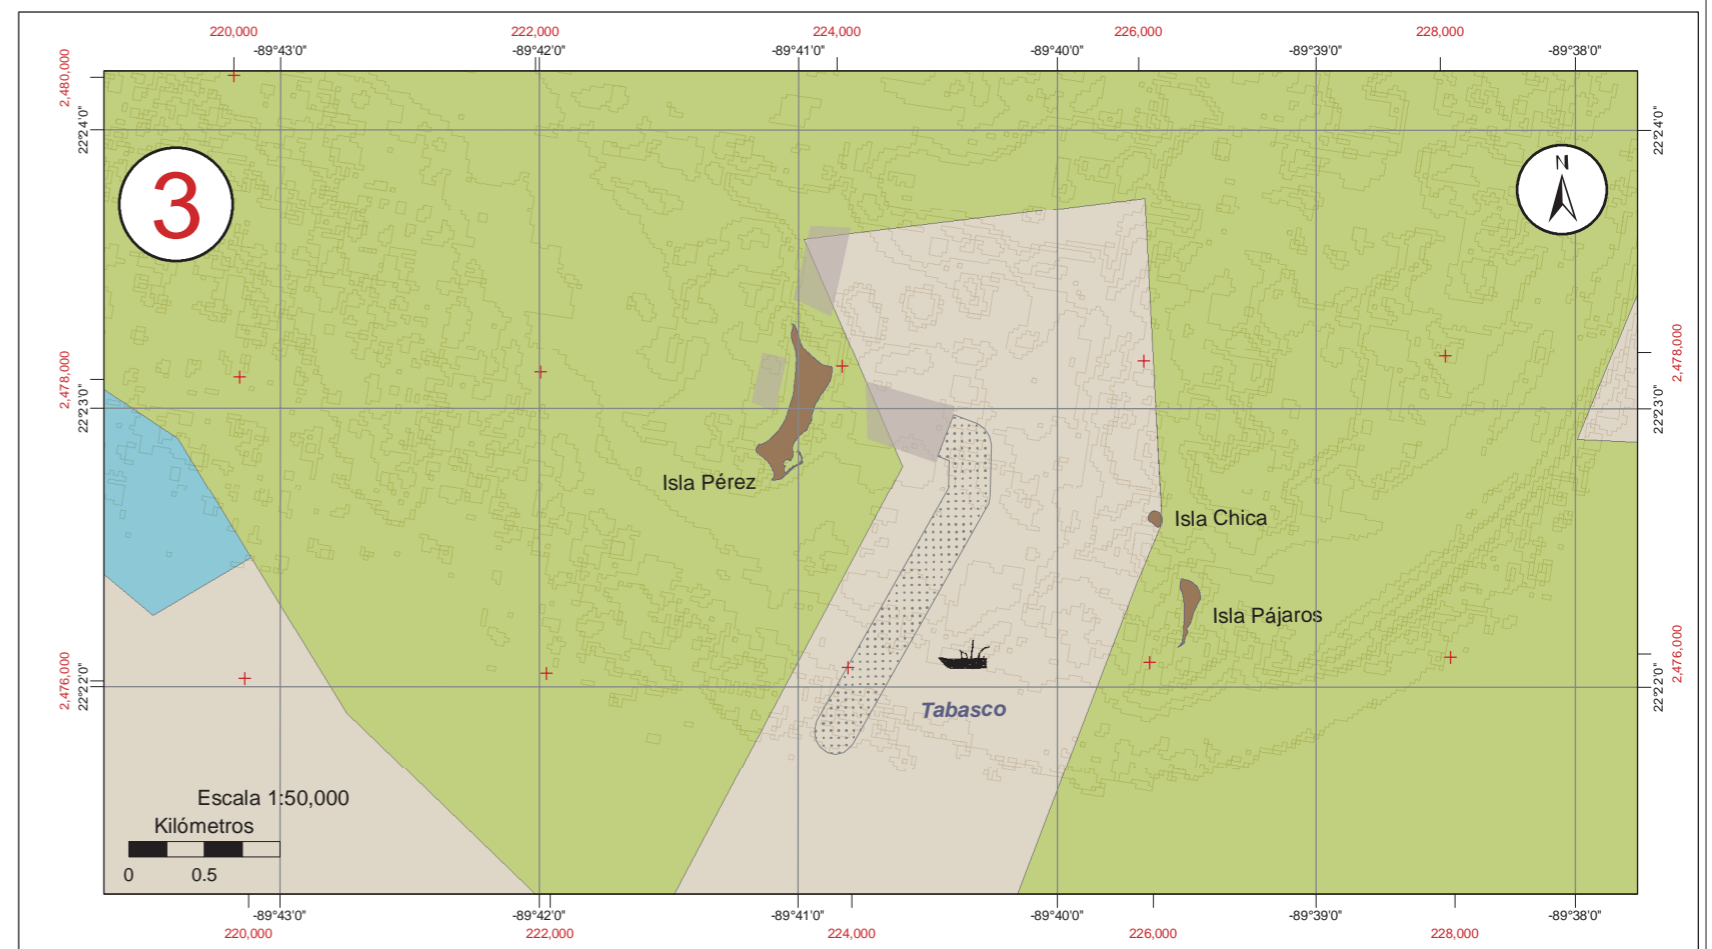 220,000 222,000 224,000 226,000 228,000
-89°43'0" -89°42'0" -89°41'0" -89°40'0" -89°39'0" -89°38'0"
2,480,000
22°24'0"
22°24'0"
3
N
2,478,000
22°23'0"
2,478,000
22°23'0"
Isla Pérez
Isla Chica
Isla Pájaros
2,476,000
22°22'0"
2,476,000
22°22'0"
Tabasco
Escala 1:50,000
Kilómetros
0 0.5
-89°43'0" -89°42'0" -89°41'0" -89°40'0" -89°39'0" -89°38'0"
220,000 222,000 224,000 226,000 228,000